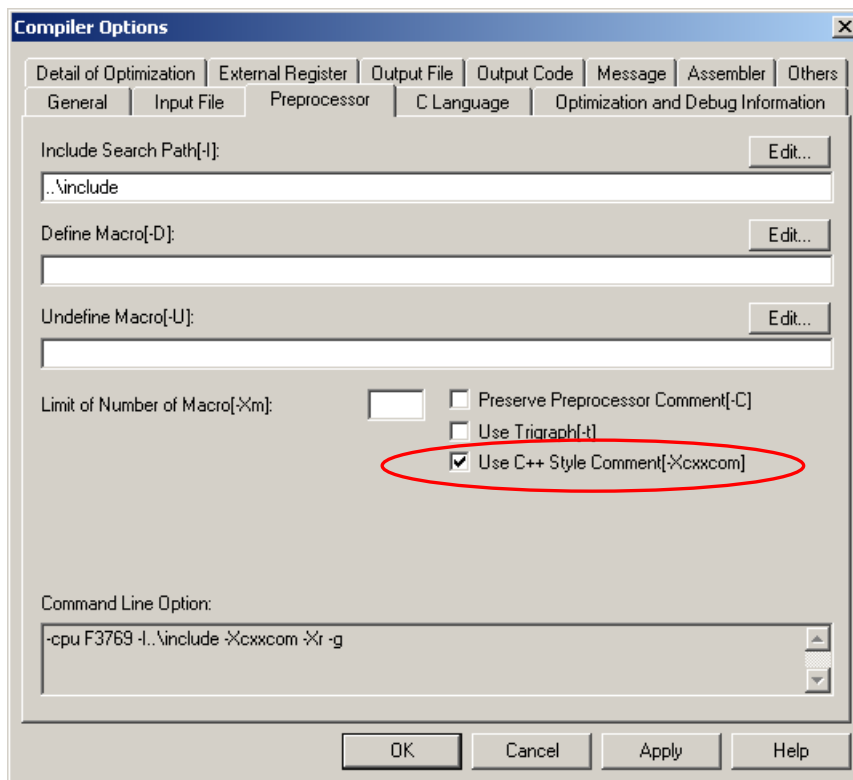 Compiler Options
Detail of Optimization External Register Output File Output Code Message Assembler Others
General Input File Preprocessor C Language Optimization and Debug Information
Include Search Path[-I]: Edit...
..\include
Define Macro[-D]: Edit...
Undefine Macro[-U]: Edit...
Limit of Number of Macro[-Xm]: Preserve Preprocessor Comment[-C]
Use Trigraph[-t]
Use C++ Style Comment[-Xcxxcom]
Command Line Option:
-cpu F3769 -I..\include -Xcxxcom -Xr -g
OK Cancel Apply Help